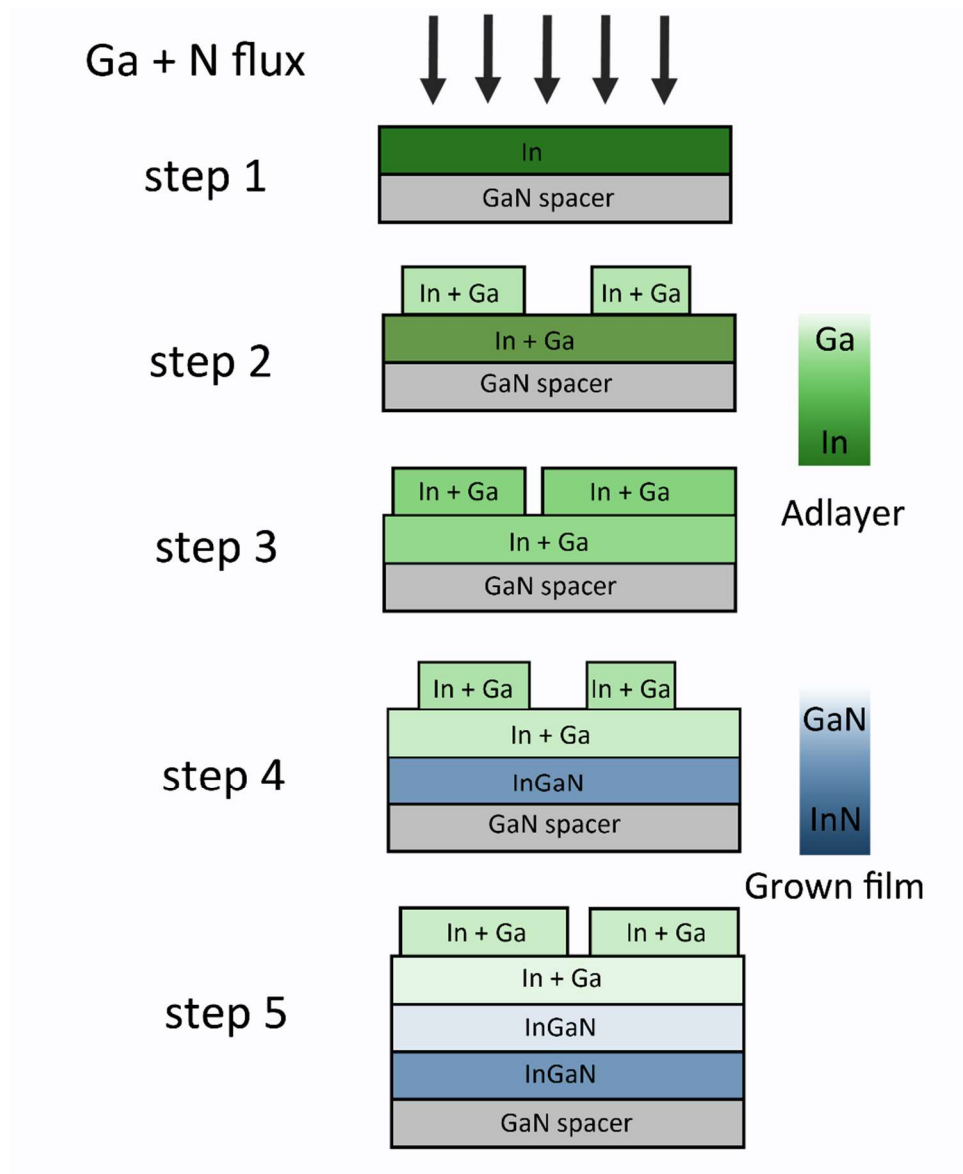 Ga + N flux
step 1
In
GaN spacer
step 2
In + Ga
In + Ga
In + Ga
GaN spacer
Ga
In
Adlayer
step 3
In + Ga
In + Ga
In + Ga
GaN spacer
step 4
In + Ga
In + Ga
In + Ga
InGaN
GaN spacer
GaN
InN
Grown film
step 5
In + Ga
In + Ga
In + Ga
InGaN
InGaN
GaN spacer